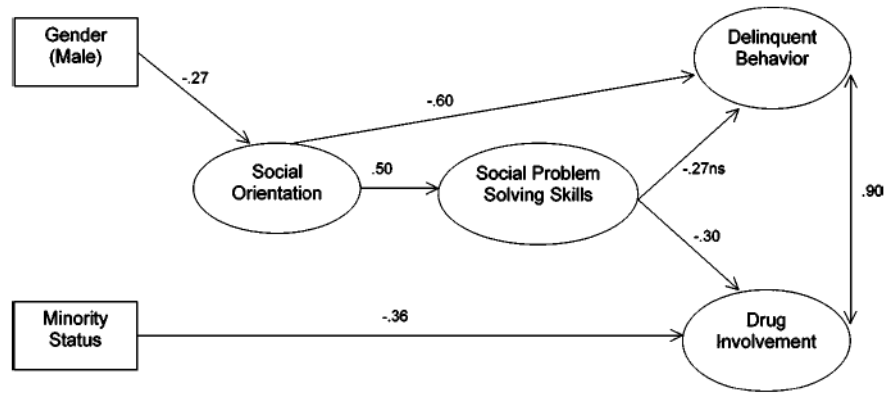 Gender
(Male)
Delinquent
Behavior
-.27
-.60
Social
Orientation
.50
Social Problem
Solving Skills
-.27ns
.90
-.30
Minority
Status
-.36
Drug
Involvement